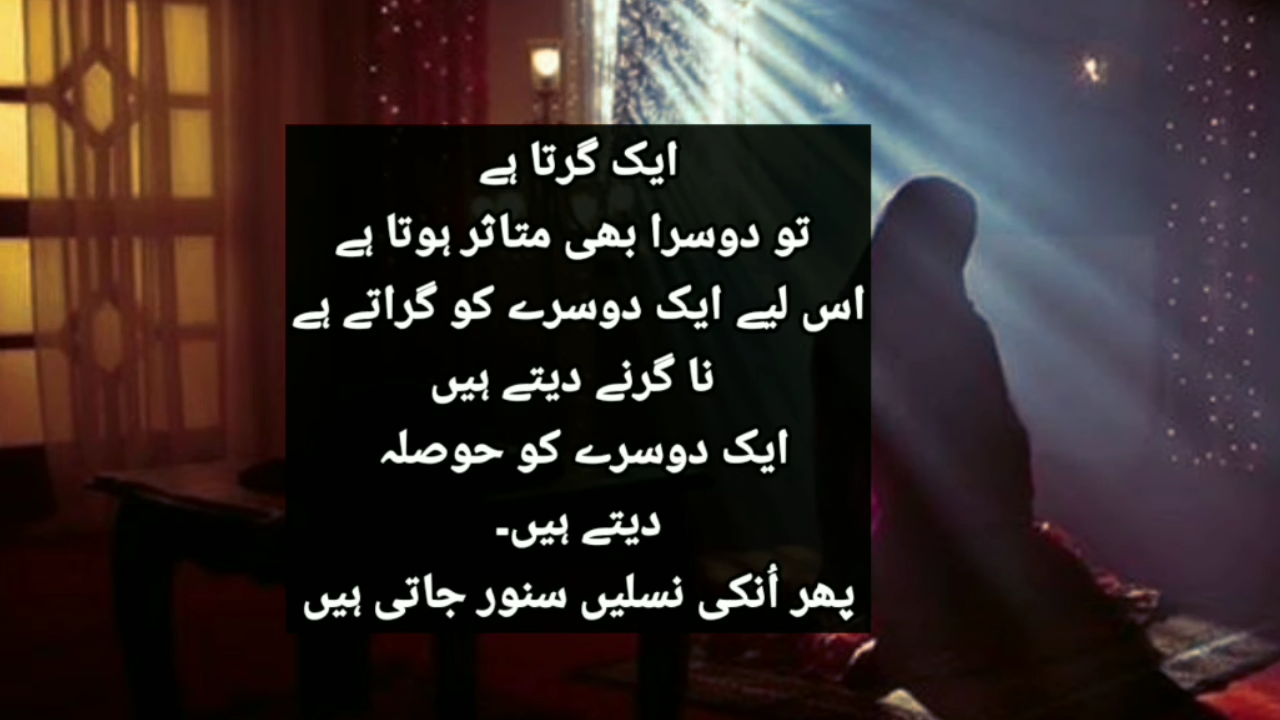 ایک گرتا ہے
تو دوسرا بھی متاثر ہوتا ہے
اس لیے ایک دوسرے کو گراتے ہے
نا گرنے دیتے ہیں
ایک دوسرے کو حوصلہ
دیتے ہیں۔
پھر اُنکی نسلیں سنور جاتی ہیں